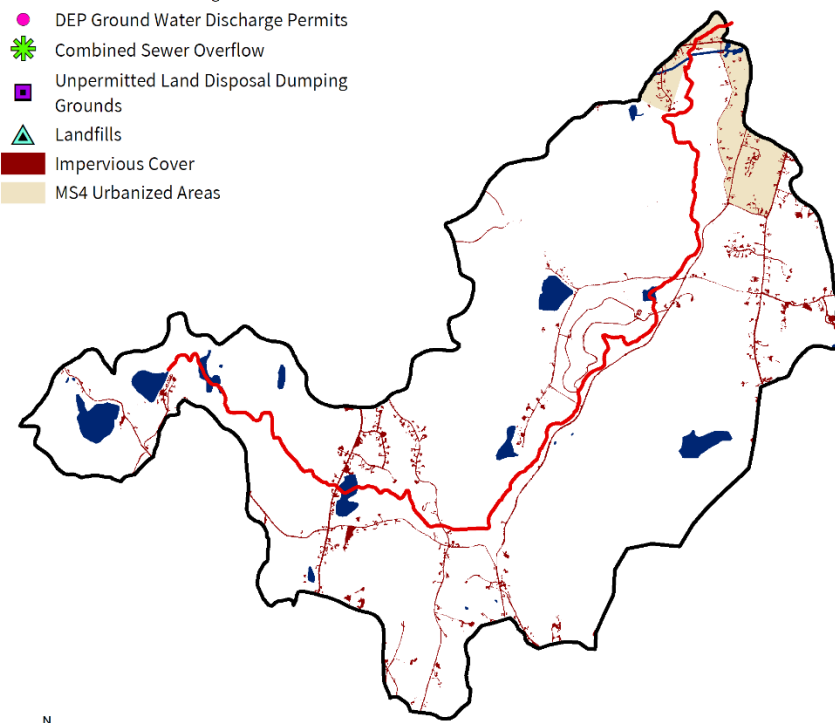 DEP Ground Water Discharge Permits
Combined Sewer Overflow
Unpermitted Land Disposal Dumping
Grounds
Landfills
Impervious Cover
MS4 Urbanized Areas
N